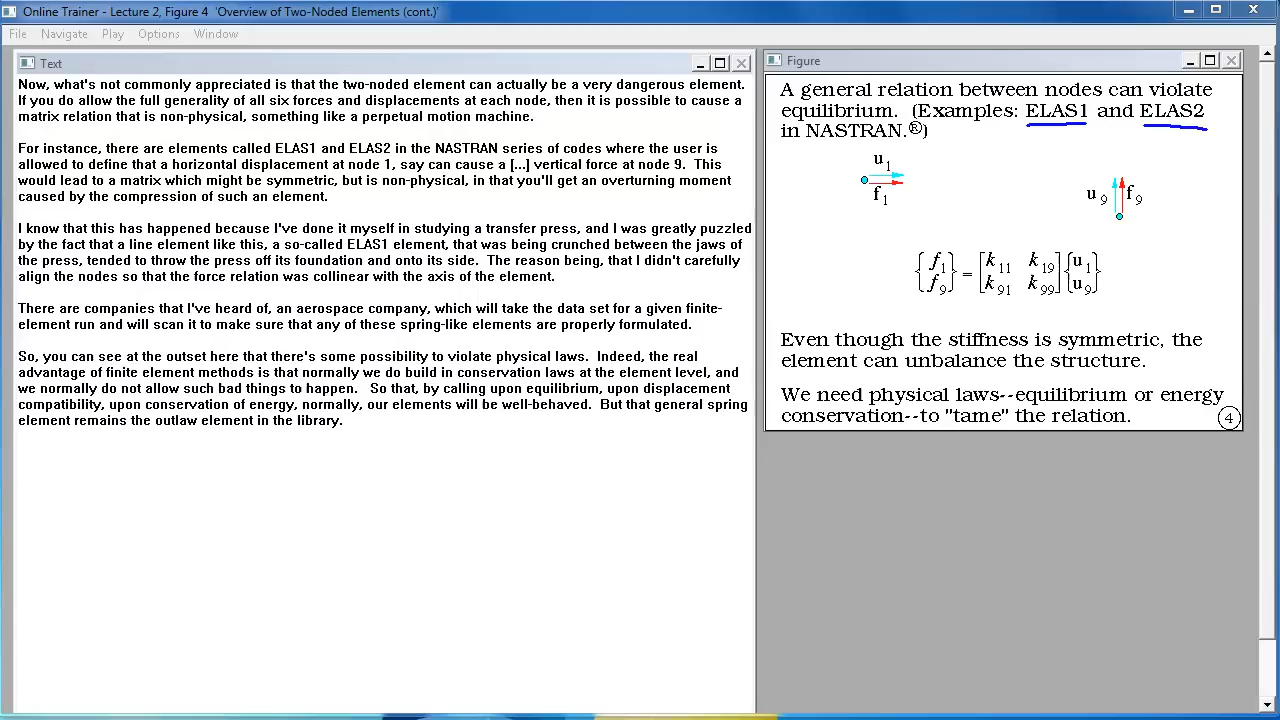 Online Trainer - Lecture 2, Figure 4 'Overview of Two-Noded Elements (cont.)'
File Navigate Play Options Window
Text
Now, what's not commonly appreciated is that the two-noded element can actually be a very dangerous element.
If you do allow the full generality of all six forces and displacements at each node, then it is possible to cause a
matrix relation that is non-physical, something like a perpetual motion machine.
For instance, there are elements called ELAS1 and ELAS2 in the NASTRAN series of codes where the user is
allowed to define that a horizontal displacement at node 1, say can cause a [...] vertical force at node 9. This
would lead to a matrix which might be symmetric, but is non-physical, in that you'll get an overturning moment
caused by the compression of such an element.
I know that this has happened because I've done it myself in studying a transfer press, and I was greatly puzzled
by the fact that a line element like this, a so-called ELAS1 element, that was being crunched between the jaws of
the press, tended to throw the press off its foundation and onto its side. The reason being, that I didn't carefully
align the nodes so that the force relation was collinear with the axis of the element.
There are companies that I've heard of, an aerospace company, which will take the data set for a given finite-
element run and will scan it to make sure that any of these spring-like elements are properly formulated.
So, you can see at the outset here that there's some possibility to violate physical laws. Indeed, the real
advantage of finite element methods is that normally we do build in conservation laws at the element level, and
we normally do not allow such bad things to happen. So that, by calling upon equilibrium, upon displacement
compatibility, upon conservation of energy, normally, our elements will be well-behaved. But that general spring
element remains the outlaw element in the library.
Figure
A general relation between nodes can violate
equilibrium. (Examples: ELAS1 and ELAS2
in NASTRAN.®)
u1
f1
u9 f9
{f1 f9} = [k11 k19 k91 k99] {u1 u9}
Even though the stiffness is symmetric, the
element can unbalance the structure.
We need physical laws--equilibrium or energy
conservation--to "tame" the relation.
4